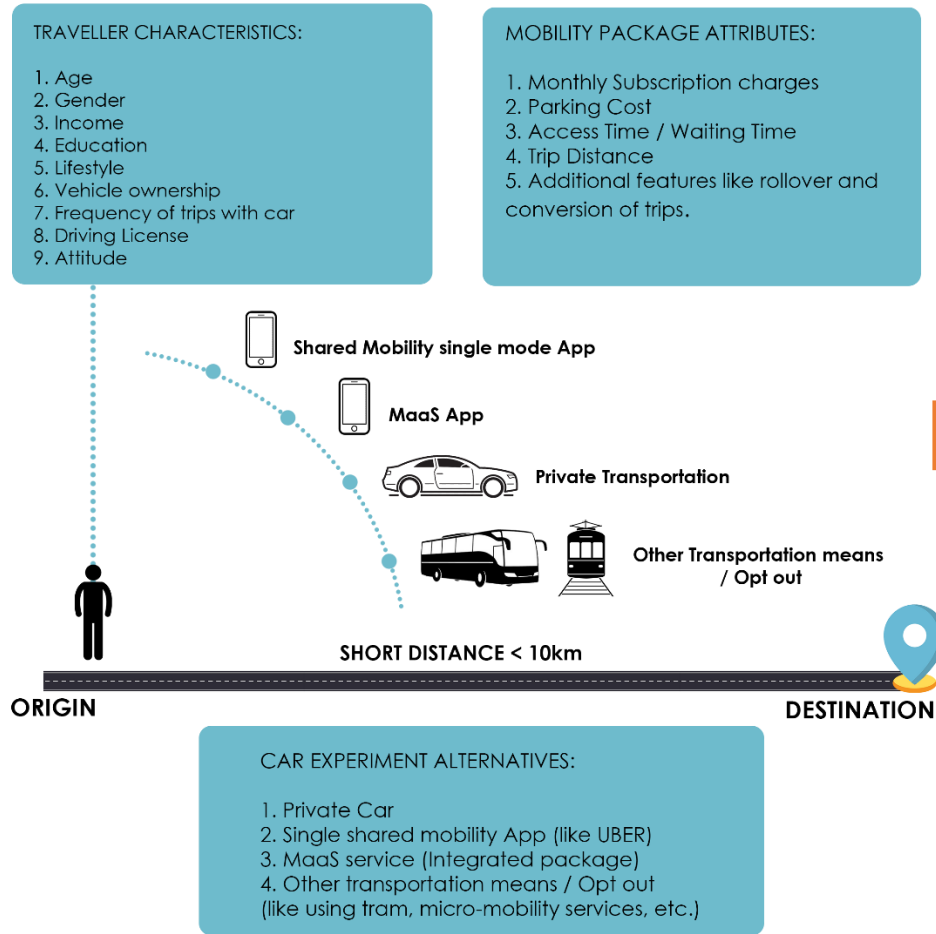 TRAVELLER CHARACTERISTICS:
1. Age
2. Gender
3. Income
4. Education
5. Lifestyle
6. Vehicle ownership
7. Frequency of trips with car
8. Driving License
9. Attitude
MOBILITY PACKAGE ATTRIBUTES:
1. Monthly Subscription charges
2. Parking Cost
3. Access Time / Waiting Time
4. Trip Distance
5. Additional features like rollover and
conversion of trips.
Shared Mobility single mode App
MaaS App
Private Transportation
Other Transportation means
/ Opt out
SHORT DISTANCE < 10km
ORIGIN
DESTINATION
CAR EXPERIMENT ALTERNATIVES:
1. Private Car
2. Single shared mobility App (like UBER)
3. MaaS service (Integrated package)
4. Other transportation means / Opt out
(like using tram, micro-mobility services, etc.)